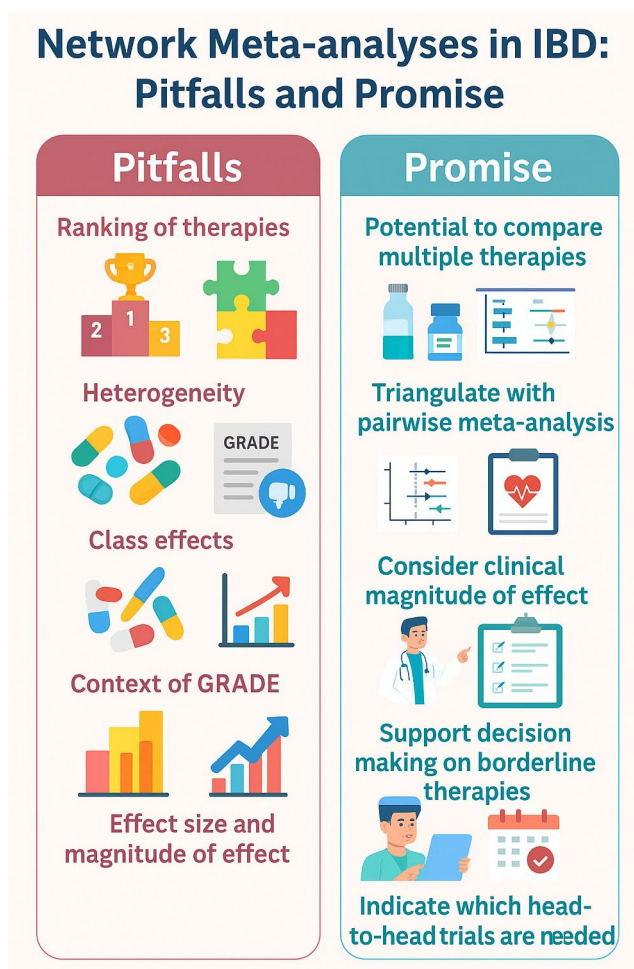 Network Meta-analyses in IBD:
Pitfalls and Promise
Pitfalls
Ranking of therapies
2
1
3
Heterogeneity
GRADE
Class effects
Context of GRADE
Effect size and
magnitude of effect
Promise
Potential to compare
multiple therapies
Triangulate with
pairwise meta-analysis
Consider clinical
magnitude of effect
Support decision
making on borderline
therapies
Indicate which head-
to-head trials are needed